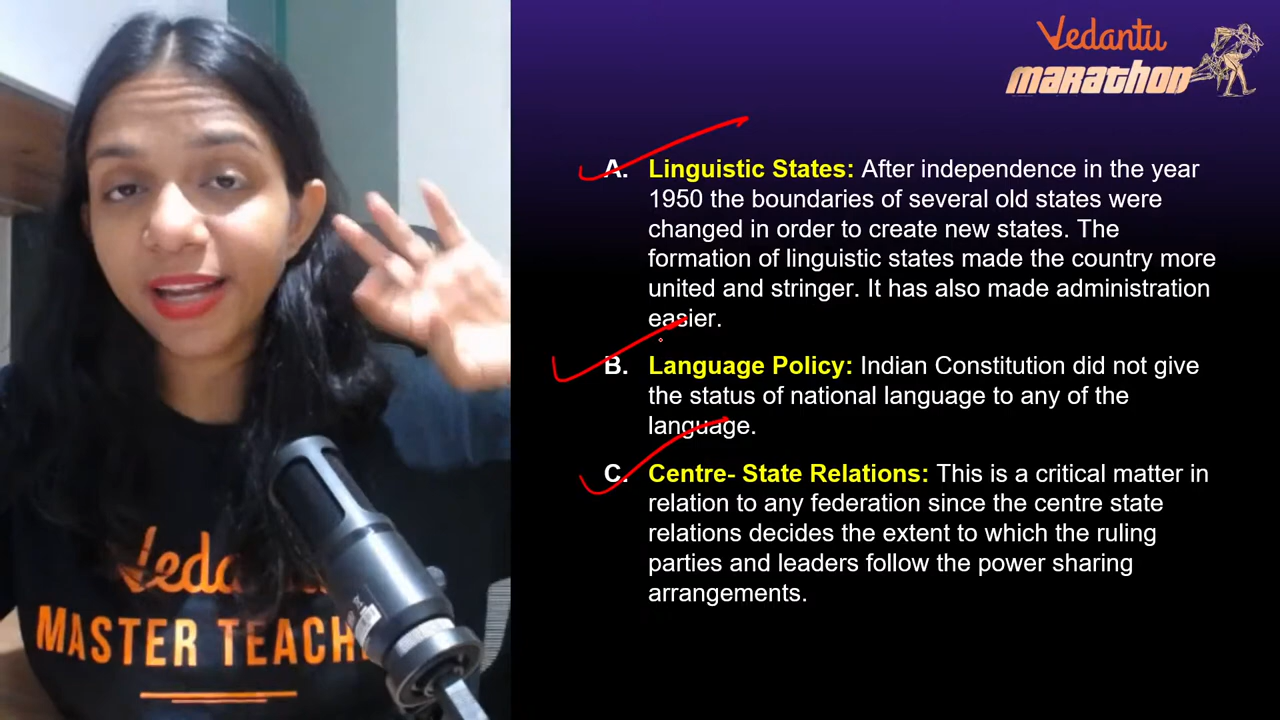 Vedantu
MARATHON
A. Linguistic States: After independence in the year
1950 the boundaries of several old states were
changed in order to create new states. The
formation of linguistic states made the country more
united and stringer. It has also made administration
easier.
B. Language Policy: Indian Constitution did not give
the status of national language to any of the
language.
C. Centre- State Relations: This is a critical matter in
relation to any federation since the centre state
relations decides the extent to which the ruling
parties and leaders follow the power sharing
arrangements.
MASTER